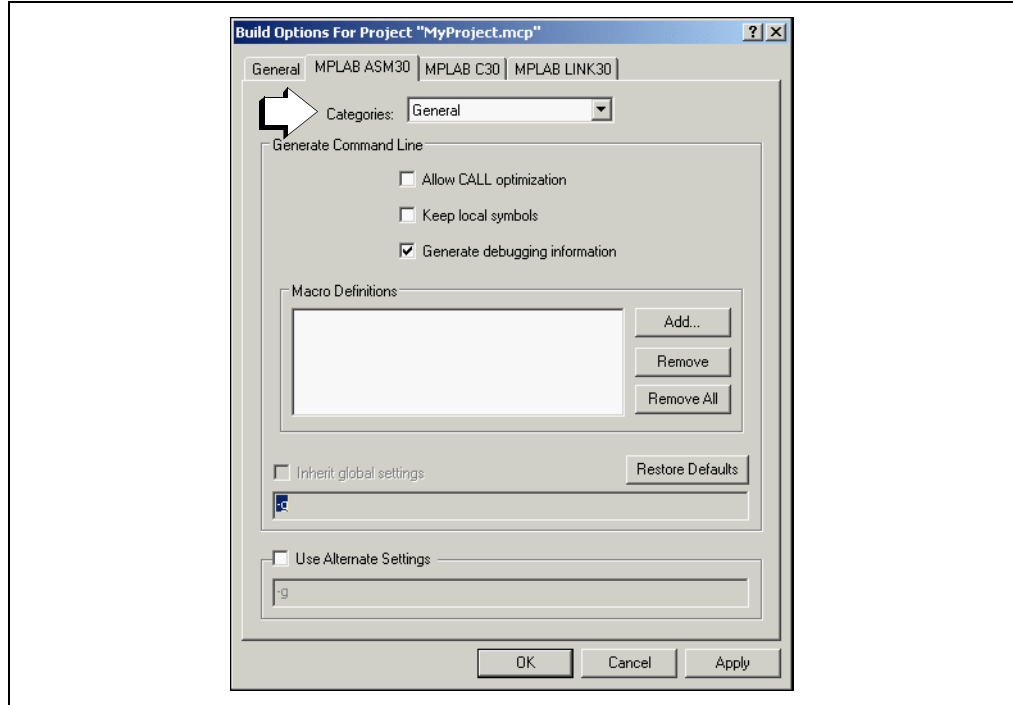 Build Options For Project "MyProject.mcp"
General MPLAB ASM30 MPLAB C30 MPLAB LINK30
Categories: General
Generate Command Line
Allow CALL optimization
Keep local symbols
Generate debugging information
Macro Definitions
Add...
Remove
Remove All
Inherit global settings Restore Defaults
-g
Use Alternate Settings
-g
OK Cancel Apply